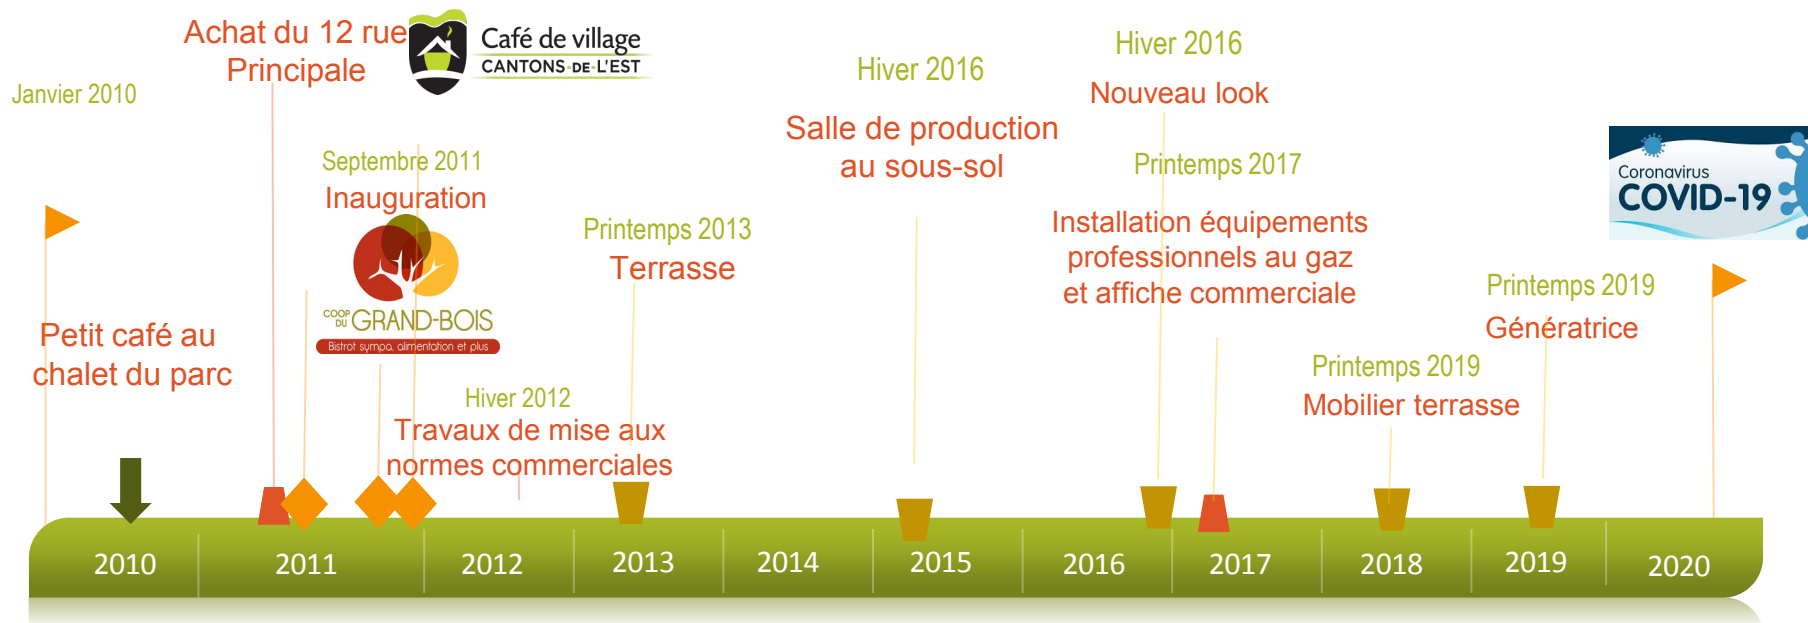 Janvier 2010
Petit café au
chalet du parc
Achat du 12 rue
Principale
Café de village
CANTONS-DE-L'EST
Septembre 2011
Inauguration
COOP
DU GRAND-BOIS
Bistrot sympa, alimentation et plus
Hiver 2012
Travaux de mise aux
normes commerciales
Printemps 2013
Terrasse
Hiver 2016
Salle de production
au sous-sol
Hiver 2016
Nouveau look
Printemps 2017
Installation équipements
professionnels au gaz
et affiche commerciale
Printemps 2019
Mobilier terrasse
Printemps 2019
Génératrice
Coronavirus
COVID-19
2010
2011
2012
2013
2014
2015
2016
2017
2018
2019
2020